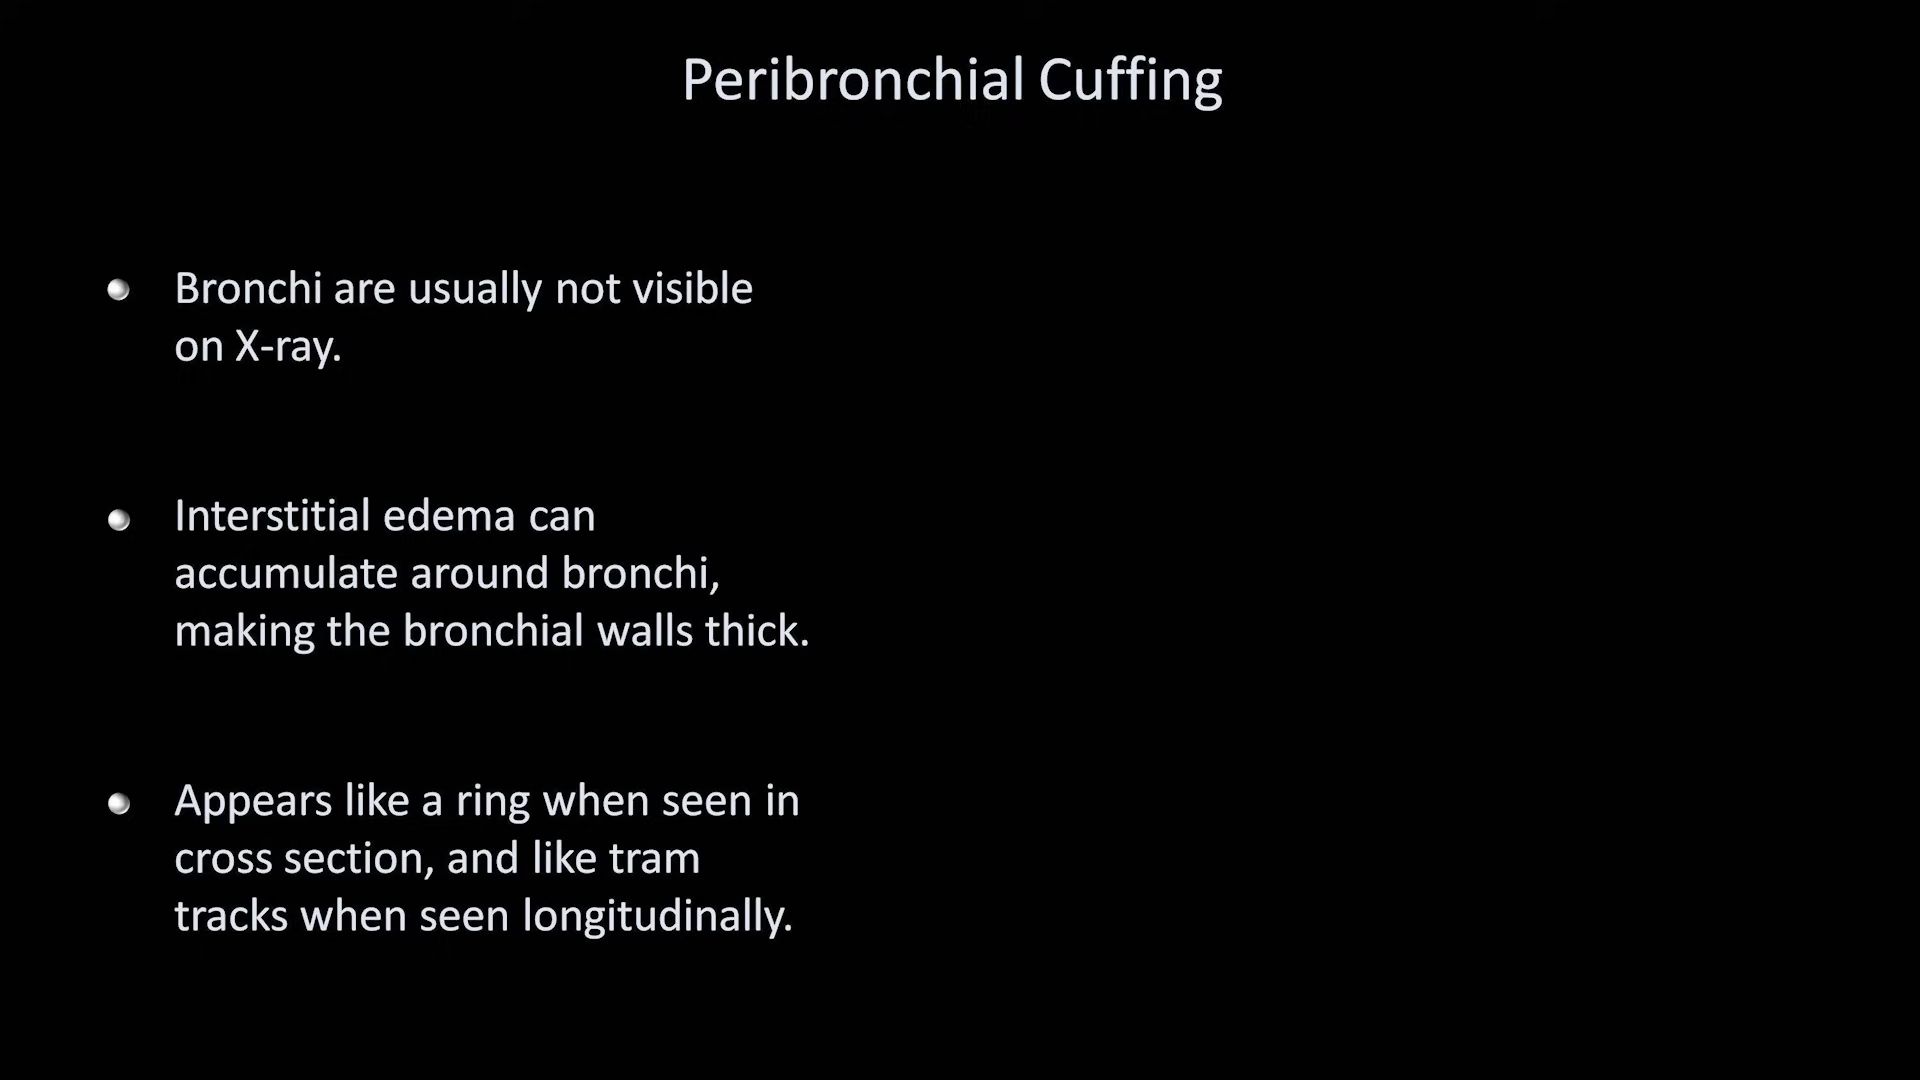 Peribronchial Cuffing
Bronchi are usually not visible
on X-ray.
Interstitial edema can
accumulate around bronchi,
making the bronchial walls thick.
Appears like a ring when seen in
cross section, and like tram
tracks when seen longitudinally.